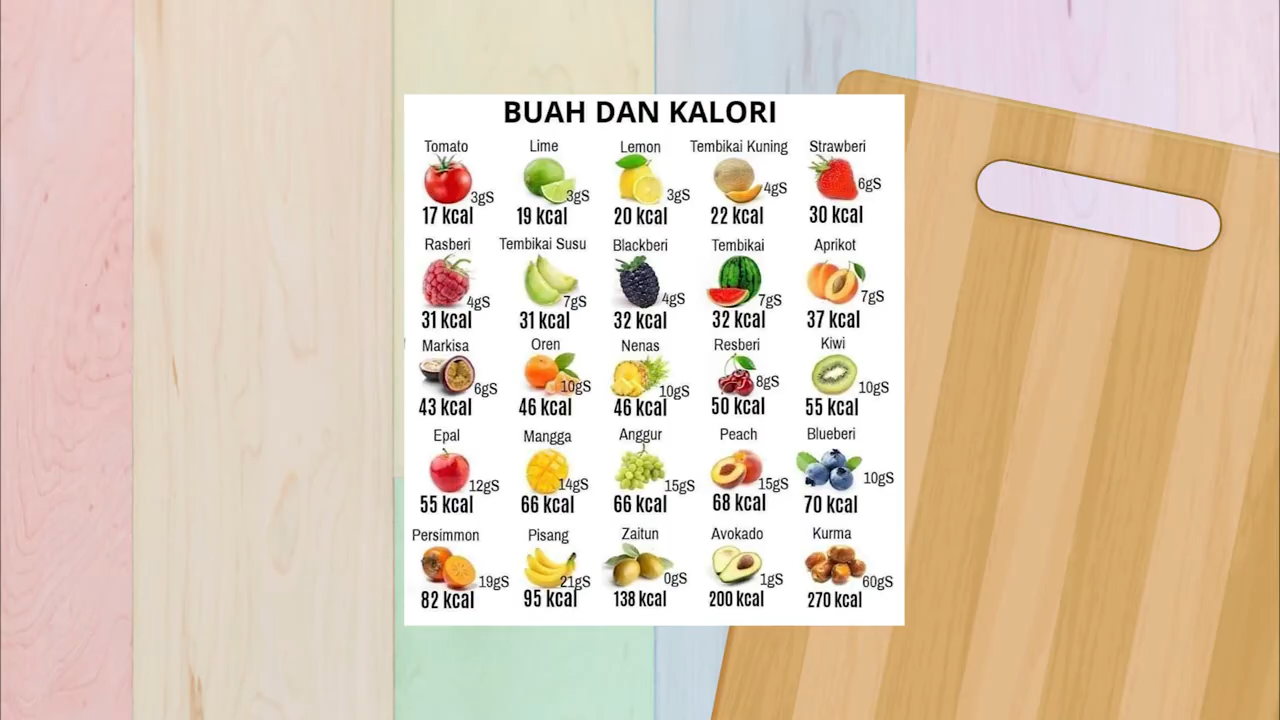 BUAH DAN KALORI
Tomato Lime Lemon Tembikai Kuning Strawberi
3gS 3gS 3gS 4gS 6gS
17 kcal 19 kcal 20 kcal 22 kcal 30 kcal
Rasberi Tembikai Susu Blackberi Tembikai Aprikot
4gS 7gS 4gS 7gS 7gS
31 kcal 31 kcal 32 kcal 32 kcal 37 kcal
Markisa Oren Nenas Resberi Kiwi
6gS 10gS 10gS 8gS 10gS
43 kcal 46 kcal 46 kcal 50 kcal 55 kcal
Epal Mangga Anggur Peach Blueberi
12gS 14gS 15gS 15gS 10gS
55 kcal 66 kcal 66 kcal 68 kcal 70 kcal
Persimmon Pisang Zaitun Avokado Kurma
19gS 21gS 0gS 1gS 60gS
82 kcal 95 kcal 138 kcal 200 kcal 270 kcal